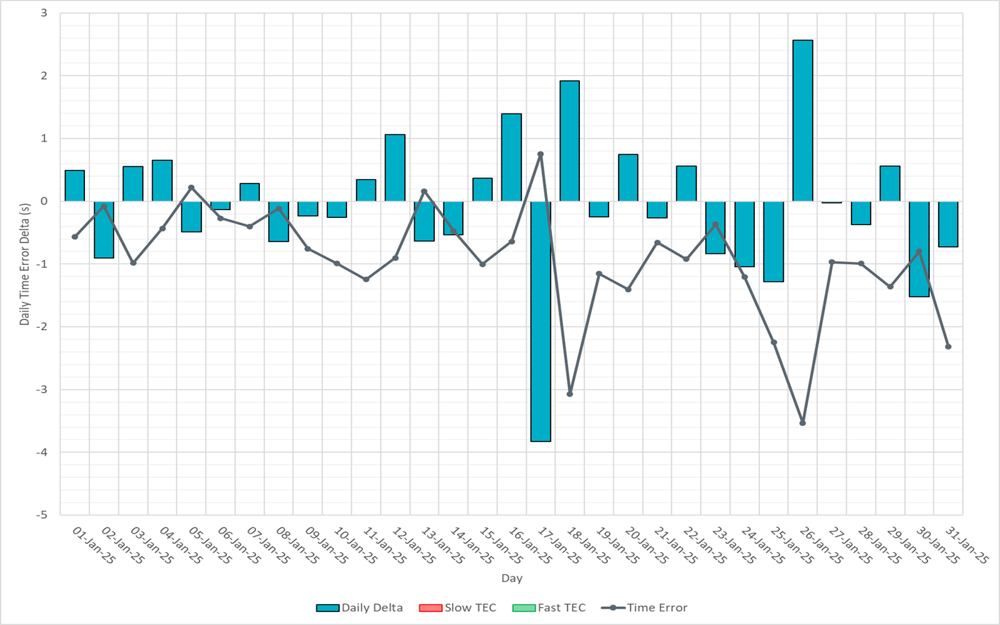 3
2
1
0
-1
-2
-3
-4
-5
Daily Time Error Delta (s)
01-Jan-25
02-Jan-25
03-Jan-25
04-Jan-25
05-Jan-25
06-Jan-25
07-Jan-25
08-Jan-25
09-Jan-25
10-Jan-25
11-Jan-25
12-Jan-25
13-Jan-25
14-Jan-25
15-Jan-25
16-Jan-25
17-Jan-25
18-Jan-25
19-Jan-25
20-Jan-25
21-Jan-25
22-Jan-25
23-Jan-25
24-Jan-25
25-Jan-25
26-Jan-25
27-Jan-25
28-Jan-25
29-Jan-25
30-Jan-25
31-Jan-25
Day
Daily Delta Slow TEC Fast TEC Time Error